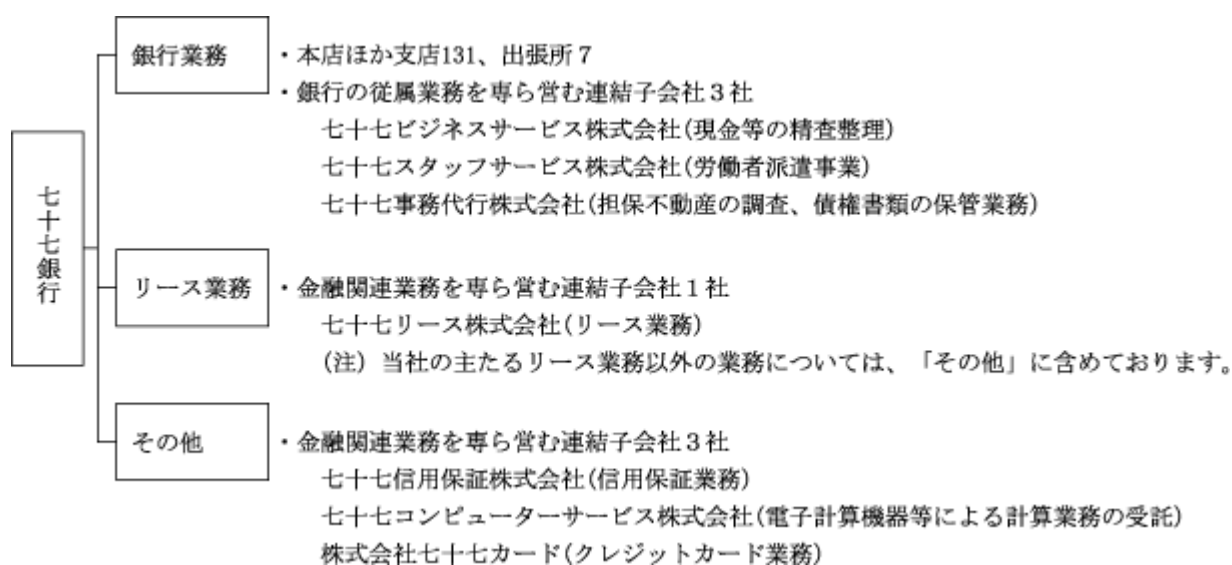 七十七銀行
銀行業務
・本店ほか支店131、出張所7
・銀行の従属業務を専ら営む連結子会社3社
七十七ビジネスサービス株式会社(現金等の精査整理)
七十七スタッフサービス株式会社(労働者派遣事業)
七十七事務代行株式会社(担保不動産の調査、債権書類の保管業務)
リース業務
・金融関連業務を専ら営む連結子会社1社
七十七リース株式会社(リース業務)
(注) 当社の主たるリース業務以外の業務については、「その他」に含めております。
その他
・金融関連業務を専ら営む連結子会社3社
七十七信用保証株式会社(信用保証業務)
七十七コンピューターサービス株式会社(電子計算機器等による計算業務の受託)
株式会社七十七カード(クレジットカード業務)